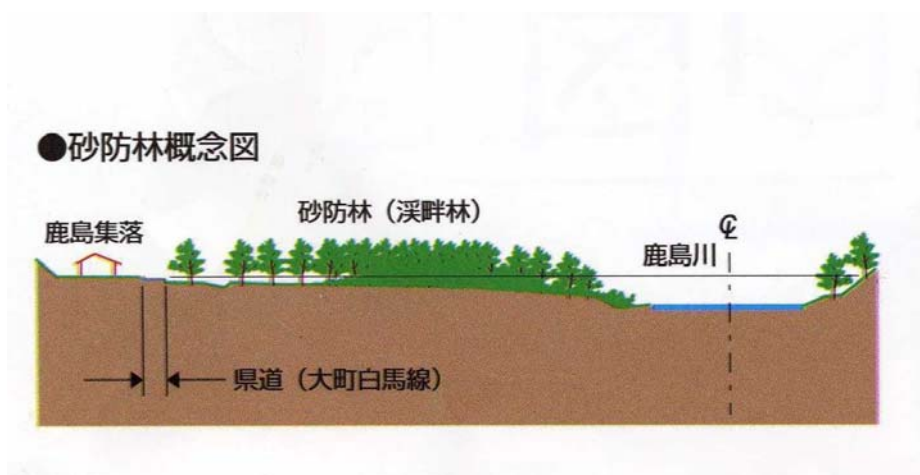 ●砂防林概念図
砂防林（渓畔林）
鹿島集落
鹿島川
℄
県道（大町白馬線）